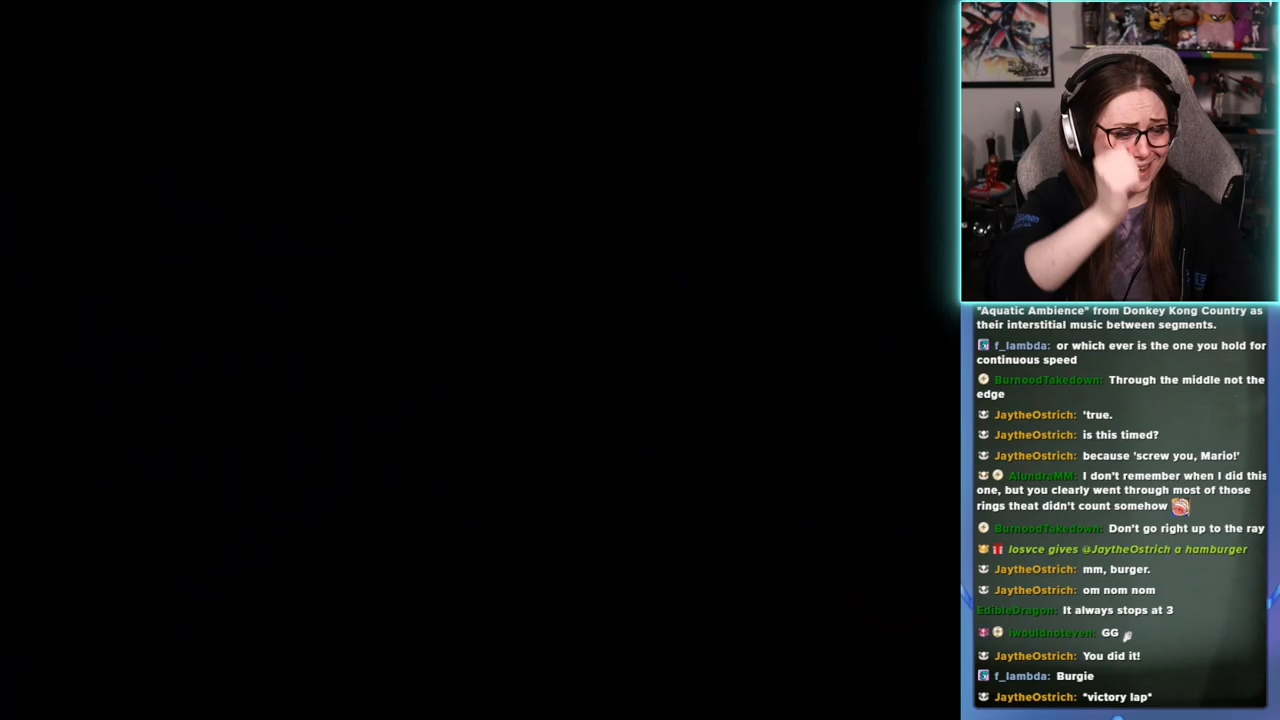 "Aquatic Ambience" from Donkey Kong Country as
their interstitial music between segments.
f_lambda: or which ever is the one you hold for
continuous speed
BurnoodTakedown: Through the middle not the
edge
JaytheOstrich: 'true.
JaytheOstrich: is this timed?
JaytheOstrich: because 'screw you, Mario!'
AlundraMM: I don't remember when I did this
one, but you clearly went through most of those
rings theat didn't count somehow
BurnoodTakedown: Don't go right up to the ray
losvce gives @JaytheOstrich a hamburger
JaytheOstrich: mm, burger.
JaytheOstrich: om nom nom
EdibleDragon: It always stops at 3
iwouldnoteven: GG
JaytheOstrich: You did it!
f_lambda: Burgie
JaytheOstrich: *victory lap*